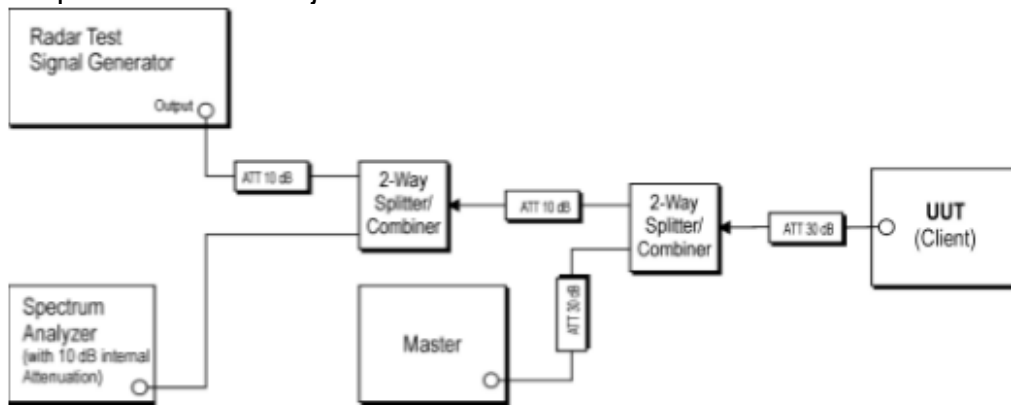 Radar Test
Signal Generator
Output
ATT 10 dB
2-Way
Splitter/
Combiner
ATT 10 dB
2-Way
Splitter/
Combiner
ATT 30 dB
UUT
(Client)
Spectrum
Analyzer
(with 10 dB internal
Attenuation)
Master
ATT 30 dB